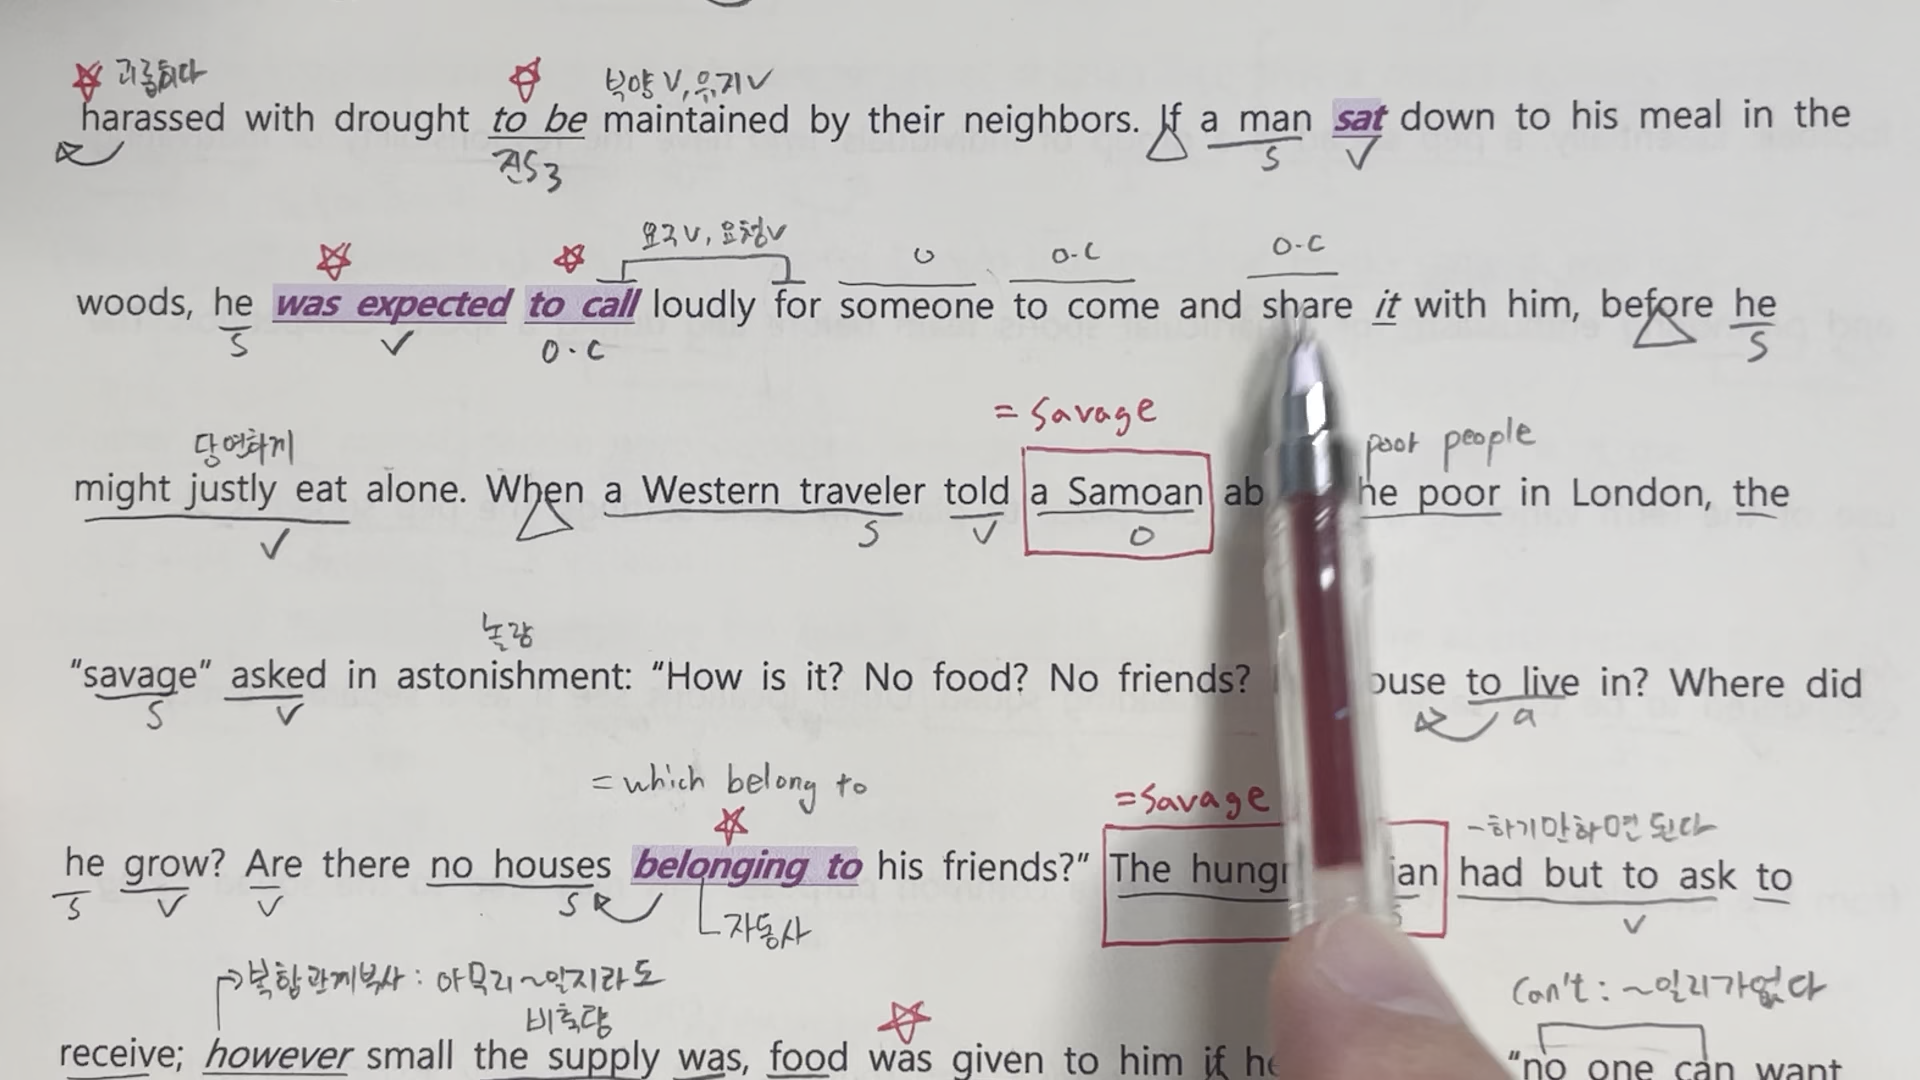 괴롭히다 부양 V, 유지 V
harassed with drought to be maintained by their neighbors. If a man sat down to his meal in the
진S3 S V
요구 V, 요청 V O O·C O·C
woods, he was expected to call loudly for someone to come and share it with him, before he
S V O·C S
= Savage
당연하게 poor people
might justly eat alone. When a Western traveler told a Samoan ab he poor in London, the
V S V O
놀람
"savage" asked in astonishment: "How is it? No food? No friends? ouse to live in? Where did
S V a
= which belong to =Savage ~하기만하면 된다
he grow? Are there no houses belonging to his friends?" The hungr ian had but to ask to
S V V S 자동사 V
복합관계부사 : 아무리~일지라도 Can't : ~일리가없다
비축량
receive; however small the supply was, food was given to him if he "no one can want